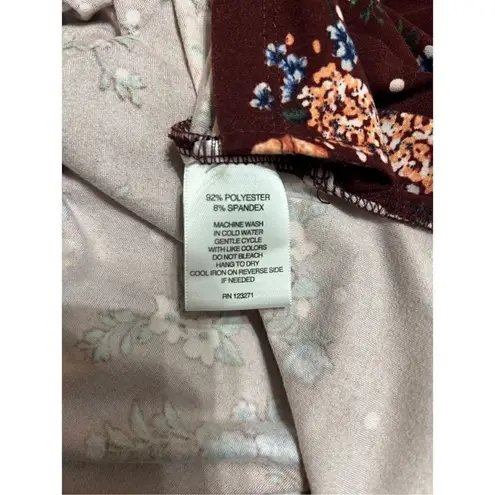 92% POLYESTER
8% SPANDEX
MACHINE WASH
IN COLD WATER
GENTLE CYCLE
WITH LIKE COLORS
DO NOT BLEACH
HANG TO DRY
COOL IRON ON REVERSE SIDE
IF NEEDED
RN 123271